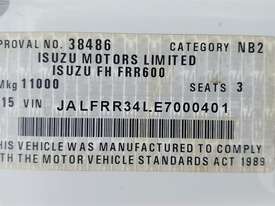 PROVAL NO. 38486 CATEGORY NB2
ISUZU MOTORS LIMITED
ISUZU FH FRR600
Mkg 11000 SEATS 3
15 VIN JALFRR34LE7000401
THIS VEHICLE WAS MANUFACTURED TO COMPLY
ITH THE MOTOR VEHICLE STANDARDS ACT 1989